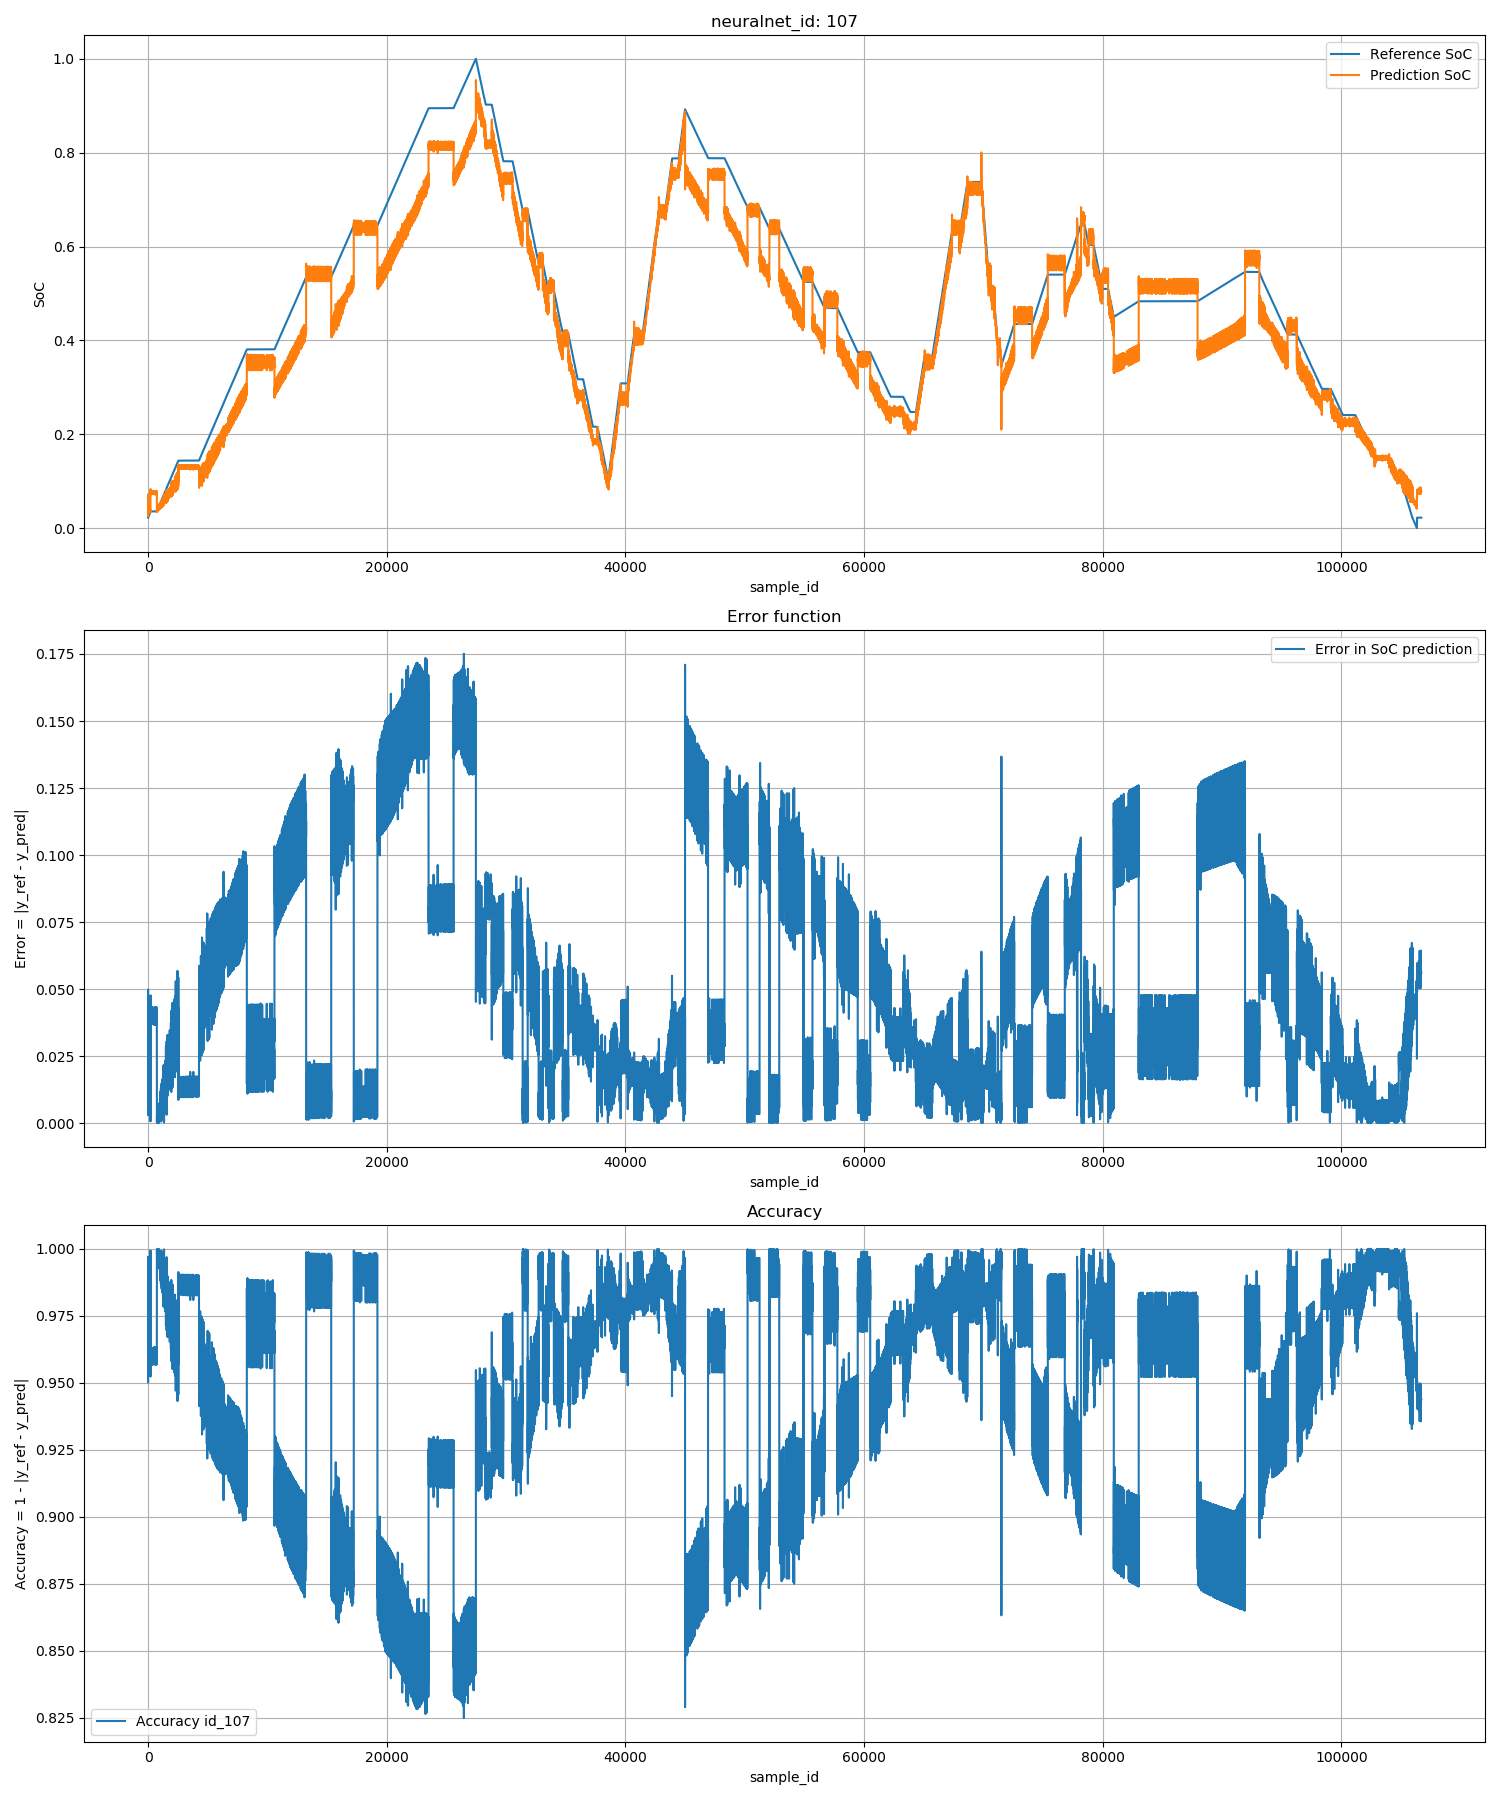 neuralnet_id: 107
1.0
0.8
0.6
0.4
0.2
0.0
SoC
Reference SoC
Prediction SoC
0 20000 40000 60000 80000 100000
sample_id
Error function
0.175
0.150
0.125
0.100
0.075
0.050
0.025
0.000
Error = |y_ref - y_pred|
Error in SoC prediction
0 20000 40000 60000 80000 100000
sample_id
Accuracy
1.000
0.975
0.950
0.925
0.900
0.875
0.850
0.825
Accuracy = 1 - |y_ref - y_pred|
Accuracy id_107
0 20000 40000 60000 80000 100000
sample_id